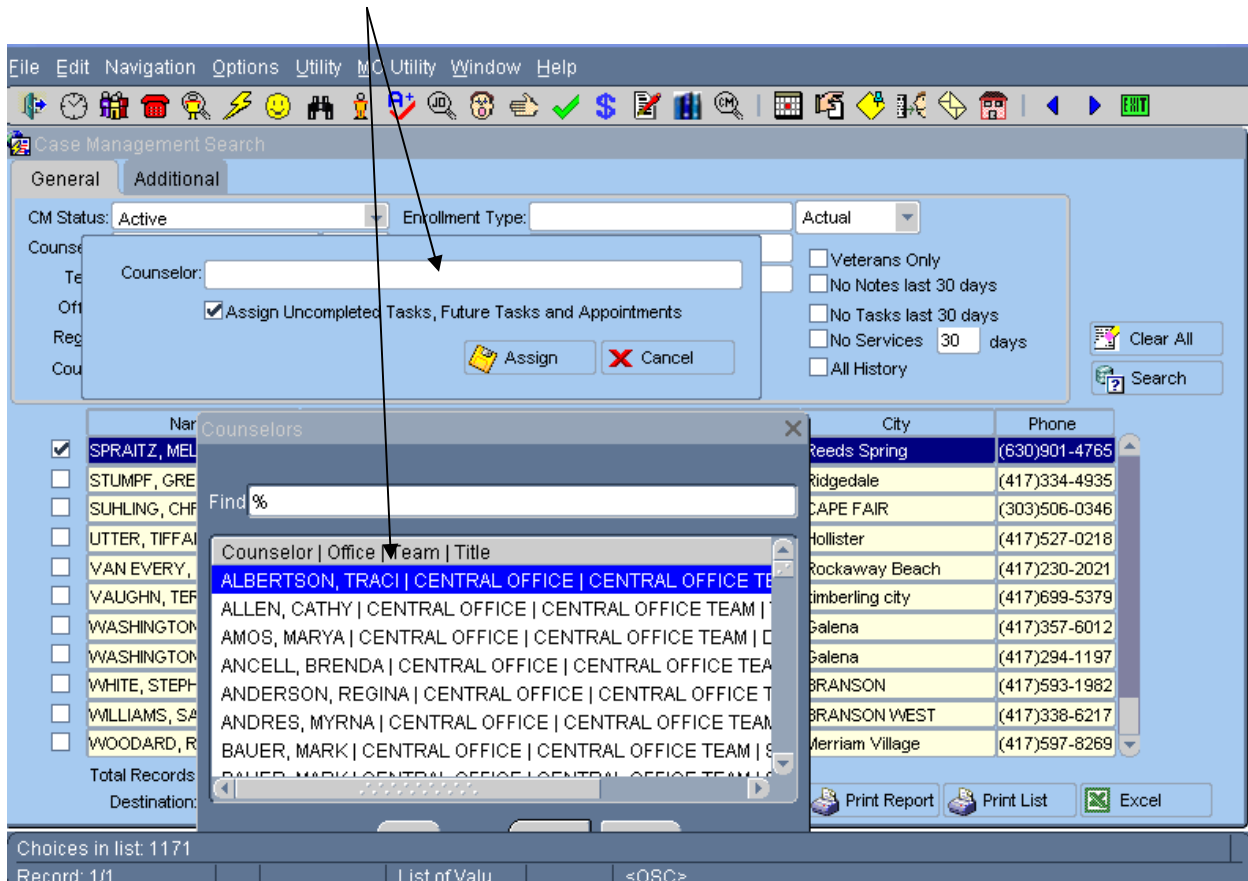 File Edit Navigation Options Utility MO Utility Window Help
Case Management Search
General Additional
CM Status: Active Enrollment Type: Actual
Counselor:
Assign Uncompleted Tasks, Future Tasks and Appointments
Assign Cancel
Veterans Only
No Notes last 30 days
No Tasks last 30 days
No Services 30 days
All History
Clear All
Search
City Phone
SPRAITZ, MEL Reeds Spring (630)901-4765
STUMPF, GRE Ridgedale (417)334-4935
SUHLING, CHR CAPE FAIR (303)506-0346
UTTER, TIFFA Hollister (417)527-0218
VAN EVERY, Rockaway Beach (417)230-2021
VAUGHN, TER timberling city (417)699-5379
WASHINGTON Galena (417)357-6012
WASHINGTON Galena (417)294-1197
WHITE, STEPH BRANSON (417)593-1982
WILLIAMS, SA BRANSON WEST (417)338-6217
WOODARD, R Merriam Village (417)597-8269
Counselors
Find %
Counselor | Office | Team | Title
ALBERTSON, TRACI | CENTRAL OFFICE | CENTRAL OFFICE TE
ALLEN, CATHY | CENTRAL OFFICE | CENTRAL OFFICE TEAM |
AMOS, MARYA | CENTRAL OFFICE | CENTRAL OFFICE TEAM | D
ANCELL, BRENDA | CENTRAL OFFICE | CENTRAL OFFICE TEA
ANDERSON, REGINA | CENTRAL OFFICE | CENTRAL OFFICE T
ANDRES, MYRNA | CENTRAL OFFICE | CENTRAL OFFICE TEAM
BAUER, MARK | CENTRAL OFFICE | CENTRAL OFFICE TEAM | S
BAUER, MARK | CENTRAL OFFICE | CENTRAL OFFICE TEAM |
Total Records
Destination: Print Report Print List Excel
Choices in list: 1171
Record: 1/1 List of Valu <OSC>